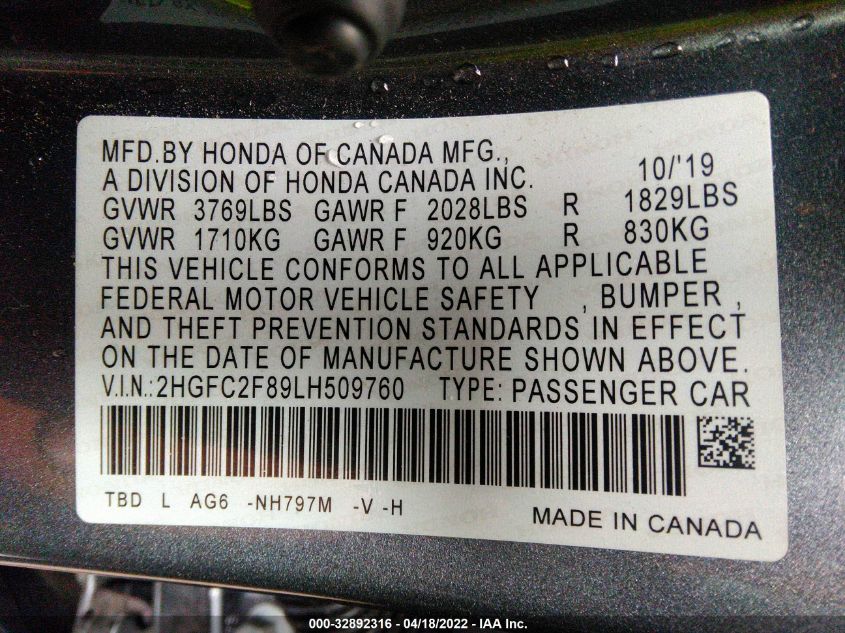 MFD.BY HONDA OF CANADA MFG.,
A DIVISION OF HONDA CANADA INC. 10/'19
GVWR 3769LBS GAWR F 2028LBS R 1829LBS
GVWR 1710KG GAWR F 920KG R 830KG
THIS VEHICLE CONFORMS TO ALL APPLICABLE
FEDERAL MOTOR VEHICLE SAFETY , BUMPER ,
AND THEFT PREVENTION STANDARDS IN EFFECT
ON THE DATE OF MANUFACTURE SHOWN ABOVE.
V.I.N.:2HGFC2F89LH509760 TYPE: PASSENGER CAR
TBD L AG6 -NH797M -V -H
MADE IN CANADA
000-32892316 - 04/18/2022 - IAA Inc.